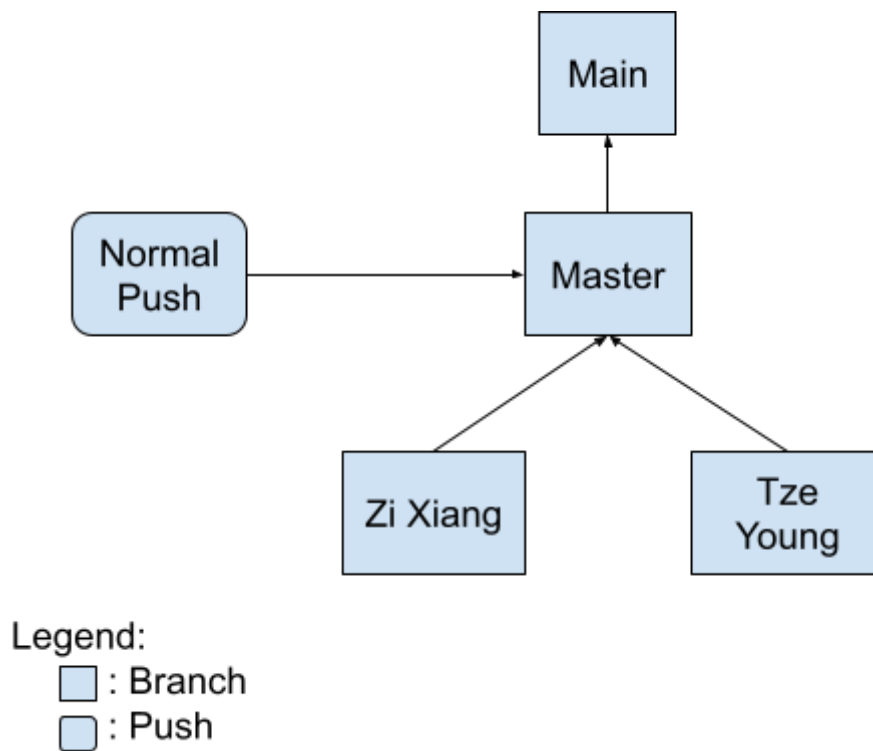 Main
Normal
Push
Master
Zi Xiang
Tze
Young
Legend:
: Branch
: Push